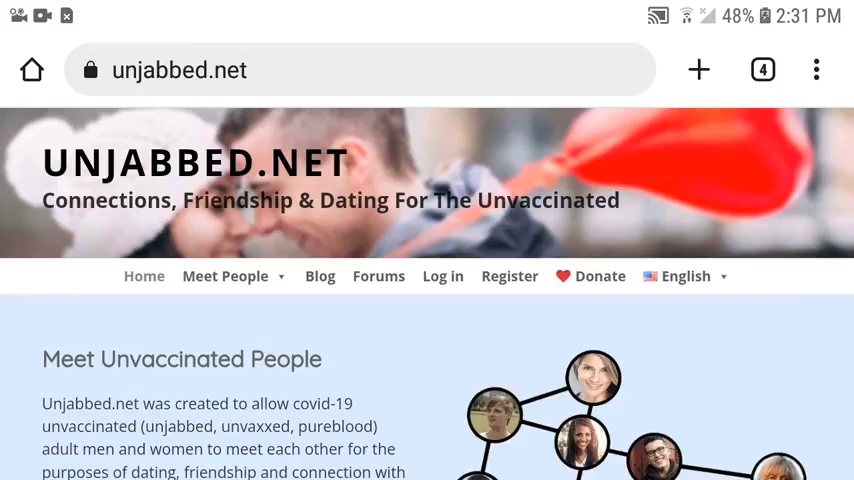 48% 2:31 PM
unjabbed.net
4
UNJABBED.NET
Connections, Friendship & Dating For The Unvaccinated
Home Meet People Blog Forums Log in Register Donate English
Meet Unvaccinated People
Unjabbed.net was created to allow covid-19
unvaccinated (unjabbed, unvaxxed, pureblood)
adult men and women to meet each other for the
purposes of dating, friendship and connection with